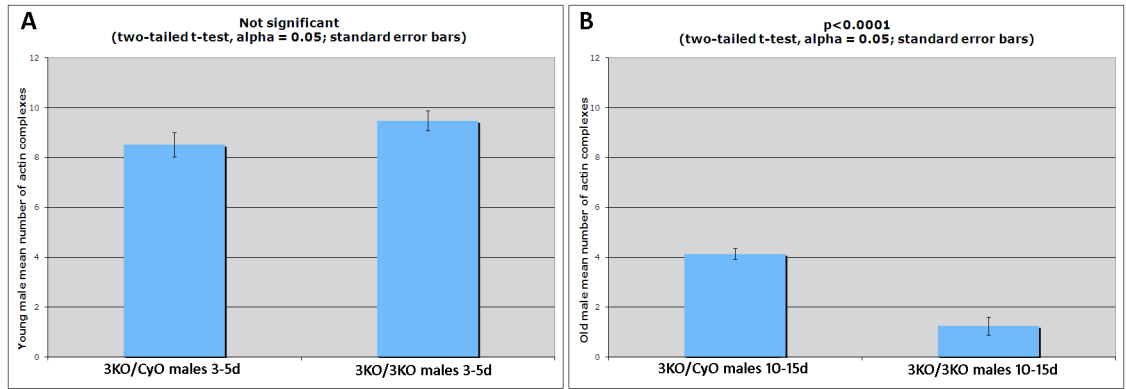 A
Not significant
(two-tailed t-test, alpha = 0.05; standard error bars)
Young male mean number of actin complexes
12
10
8
6
4
2
0
3KO/CyO males 3-5d
3KO/3KO males 3-5d
B
p<0.0001
(two-tailed t-test, alpha = 0.05; standard error bars)
Old male mean number of actin complexes
12
10
8
6
4
2
0
3KO/CyO males 10-15d
3KO/3KO males 10-15d